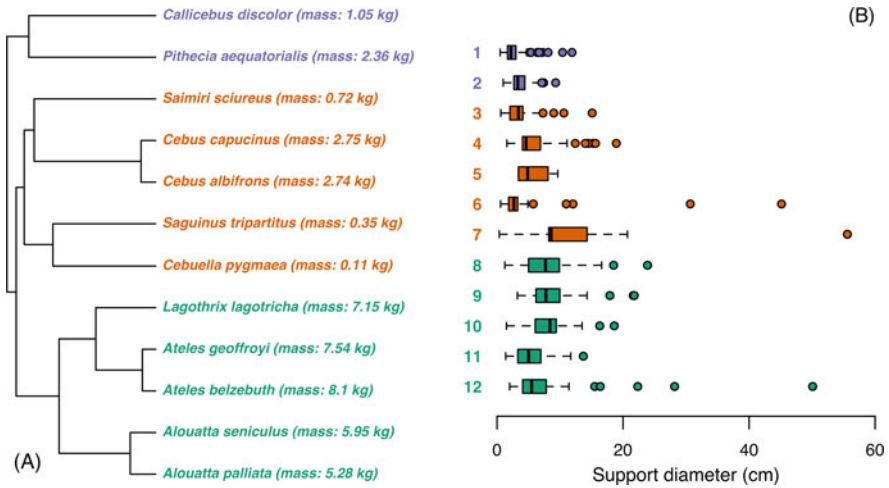 Callicebus discolor (mass: 1.05 kg)
Pithecia aequatorialis (mass: 2.36 kg)
Saimiri sciureus (mass: 0.72 kg)
Cebus capucinus (mass: 2.75 kg)
Cebus albifrons (mass: 2.74 kg)
Saguinus tripartitus (mass: 0.35 kg)
Cebuella pygmaea (mass: 0.11 kg)
Lagothrix lagotricha (mass: 7.15 kg)
Ateles geoffroyi (mass: 7.54 kg)
Ateles belzebuth (mass: 8.1 kg)
Alouatta seniculus (mass: 5.95 kg)
Alouatta palliata (mass: 5.28 kg)
(A)
(B)
1
2
3
4
5
6
7
8
9
10
11
12
0 20 40 60
Support diameter (cm)